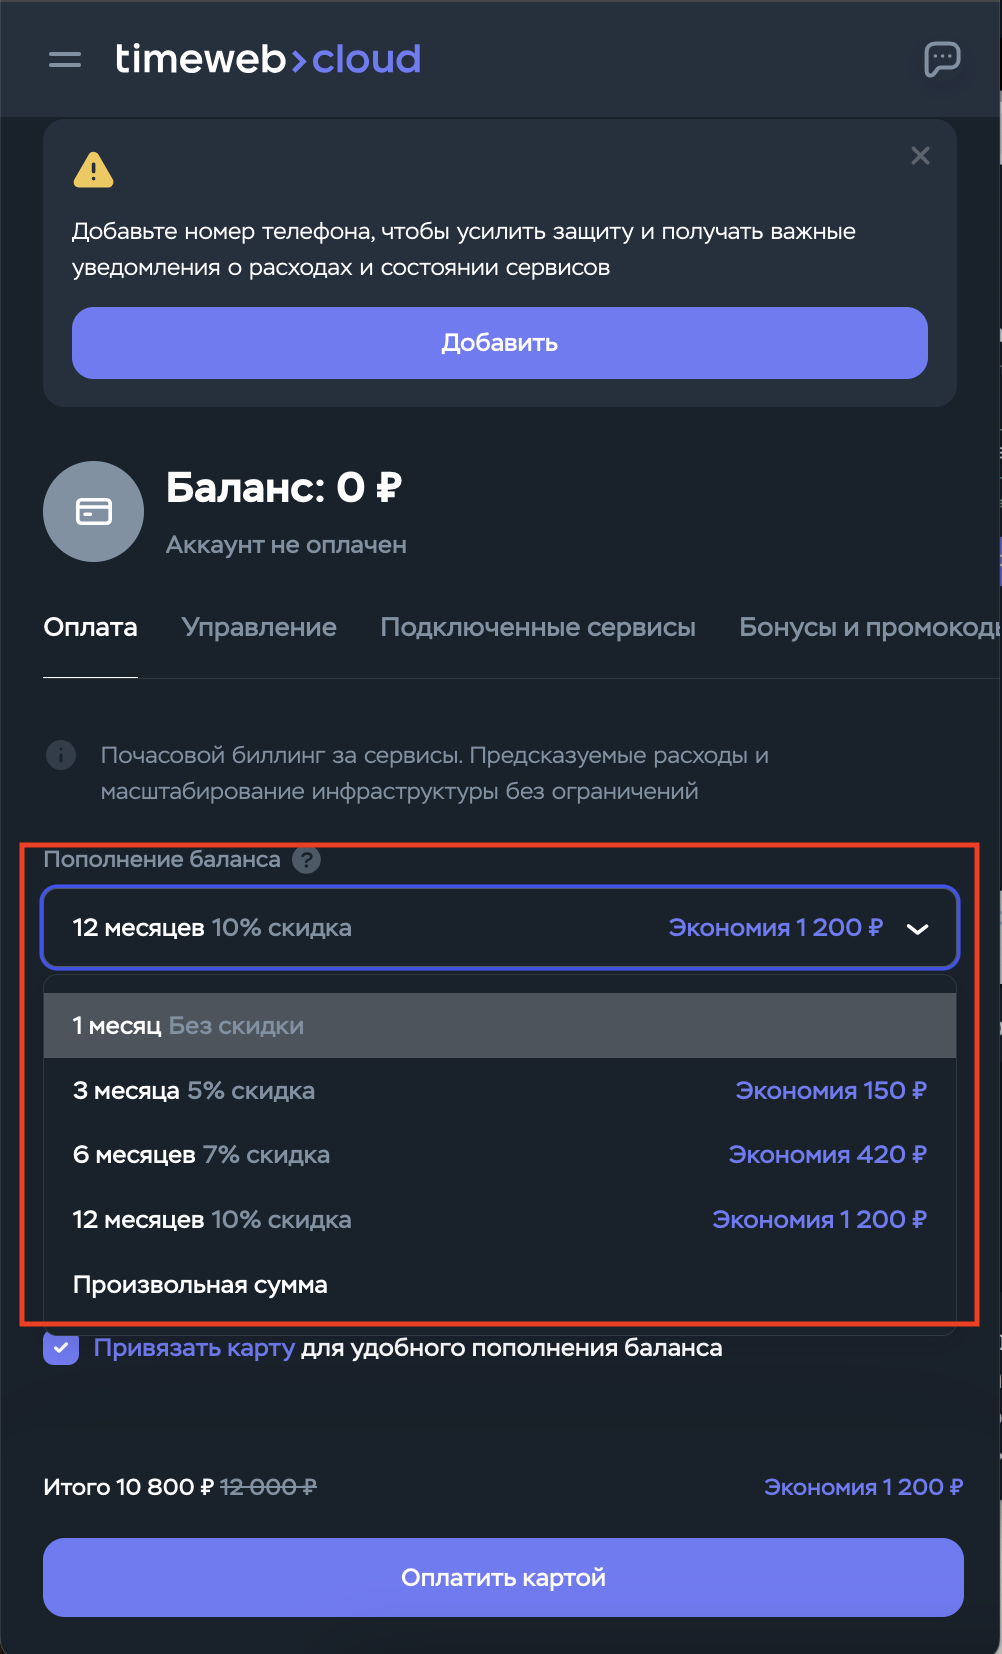 timeweb>cloud
Добавьте номер телефона, чтобы усилить защиту и получать важные
уведомления о расходах и состоянии сервисов
Добавить
Баланс: 0 ₽
Аккаунт не оплачен
Оплата Управление Подключенные сервисы Бонусы и промокоды
Почасовой биллинг за сервисы. Предсказуемые расходы и
масштабирование инфраструктуры без ограничений
Пополнение баланса ?
12 месяцев 10% скидка Экономия 1 200 ₽
1 месяц Без скидки
3 месяца 5% скидка Экономия 150 ₽
6 месяцев 7% скидка Экономия 420 ₽
12 месяцев 10% скидка Экономия 1 200 ₽
Произвольная сумма
Привязать карту для удобного пополнения баланса
Итого 10 800 ₽ 12 000 ₽ Экономия 1 200 ₽
Оплатить картой